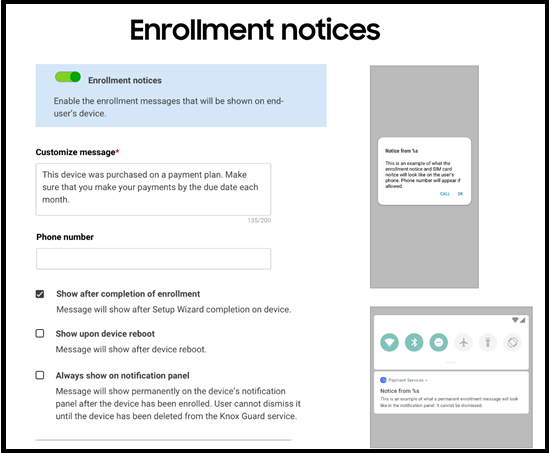 Enrollment notices
Enrollment notices
Enable the enrollment messages that will be shown on end-
user's device.
Customize message*
This device was purchased on a payment plan. Make
sure that you make your payments by the due date each
month.
135/200
Phone number
Show after completion of enrollment
Message will show after Setup Wizard completion on device.
Show upon device reboot
Message will show after device reboot.
Always show on notification panel
Message will show permanently on the device's notification
panel after the device has been enrolled. User cannot dismiss it
until the device has been deleted from the Knox Guard service.
Notice from %s
This is an example of what the
enrollment notice and SIM card
notice will look like on the user's
phone. Phone number will appear if
allowed.
CALL OK
Payment Services
Notice from %s
This is an example of what a permanent enrollment message will look
like in the notification panel. It cannot be dismissed.